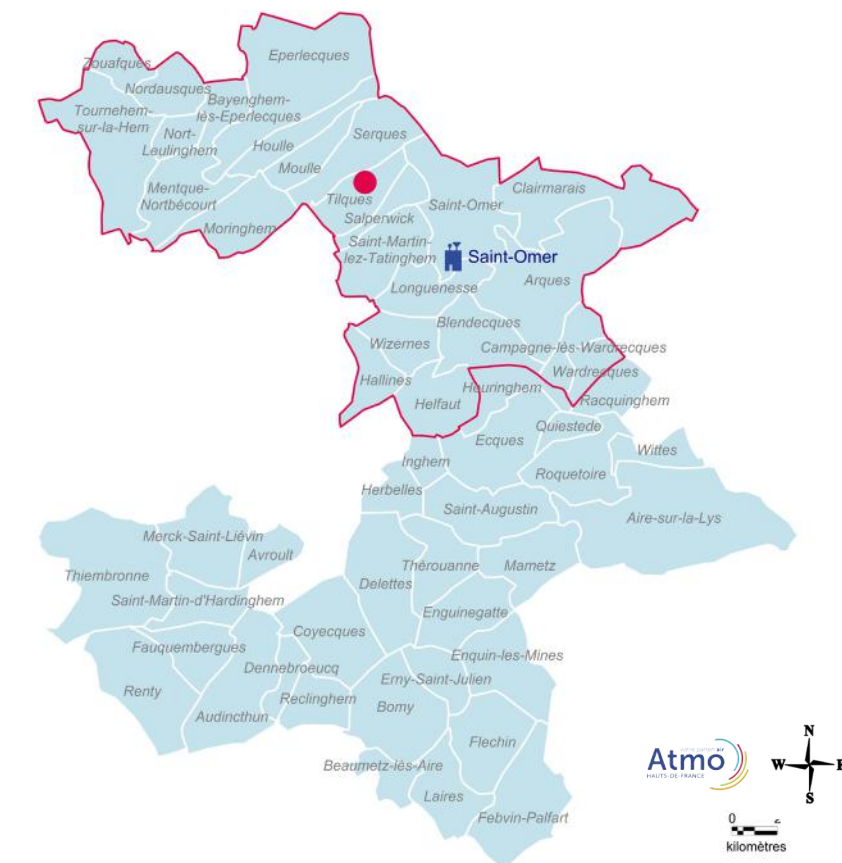 Eperlecques
Zouafques
Nordausques
Bayenghem-
lès-Eperlecques
Tournehem-
sur-la-Hem
Nort-
Leulinghem
Serques
Houlle
Moulle
Mentque-
Nortbécourt
Clairmarais
Tilques
Saint-Omer
Salperwick
Moringhem
Saint-Martin-
lez-Tatinghem
Saint-Omer
Arques
Longuenesse
Blendecques
Wizernes
Campagne-lès-Wardrecques
Wardrecques
Hallines
Heuringhem
Racquinghem
Helfaut
Quiestede
Ecques
Wittes
Inghem
Roquetoire
Herbelles
Saint-Augustin
Aire-sur-la-Lys
Merck-Saint-Liévin
Avroult
Thérouanne
Mametz
Thiembronne
Delettes
Saint-Martin-d'Hardinghem
Enguinegatte
Coyecques
Fauquembergues
Enquin-les-Mines
Dennebroeucq
Erny-Saint-Julien
Renty
Reclinghem
Bomy
Audincthun
Flechin
Beaumetz-lès-Aire
Laires
Febvin-Palfart
votre parten'air
Atmo
HAUTS-DE-FRANCE
N
W E
S
0 2
kilomètres